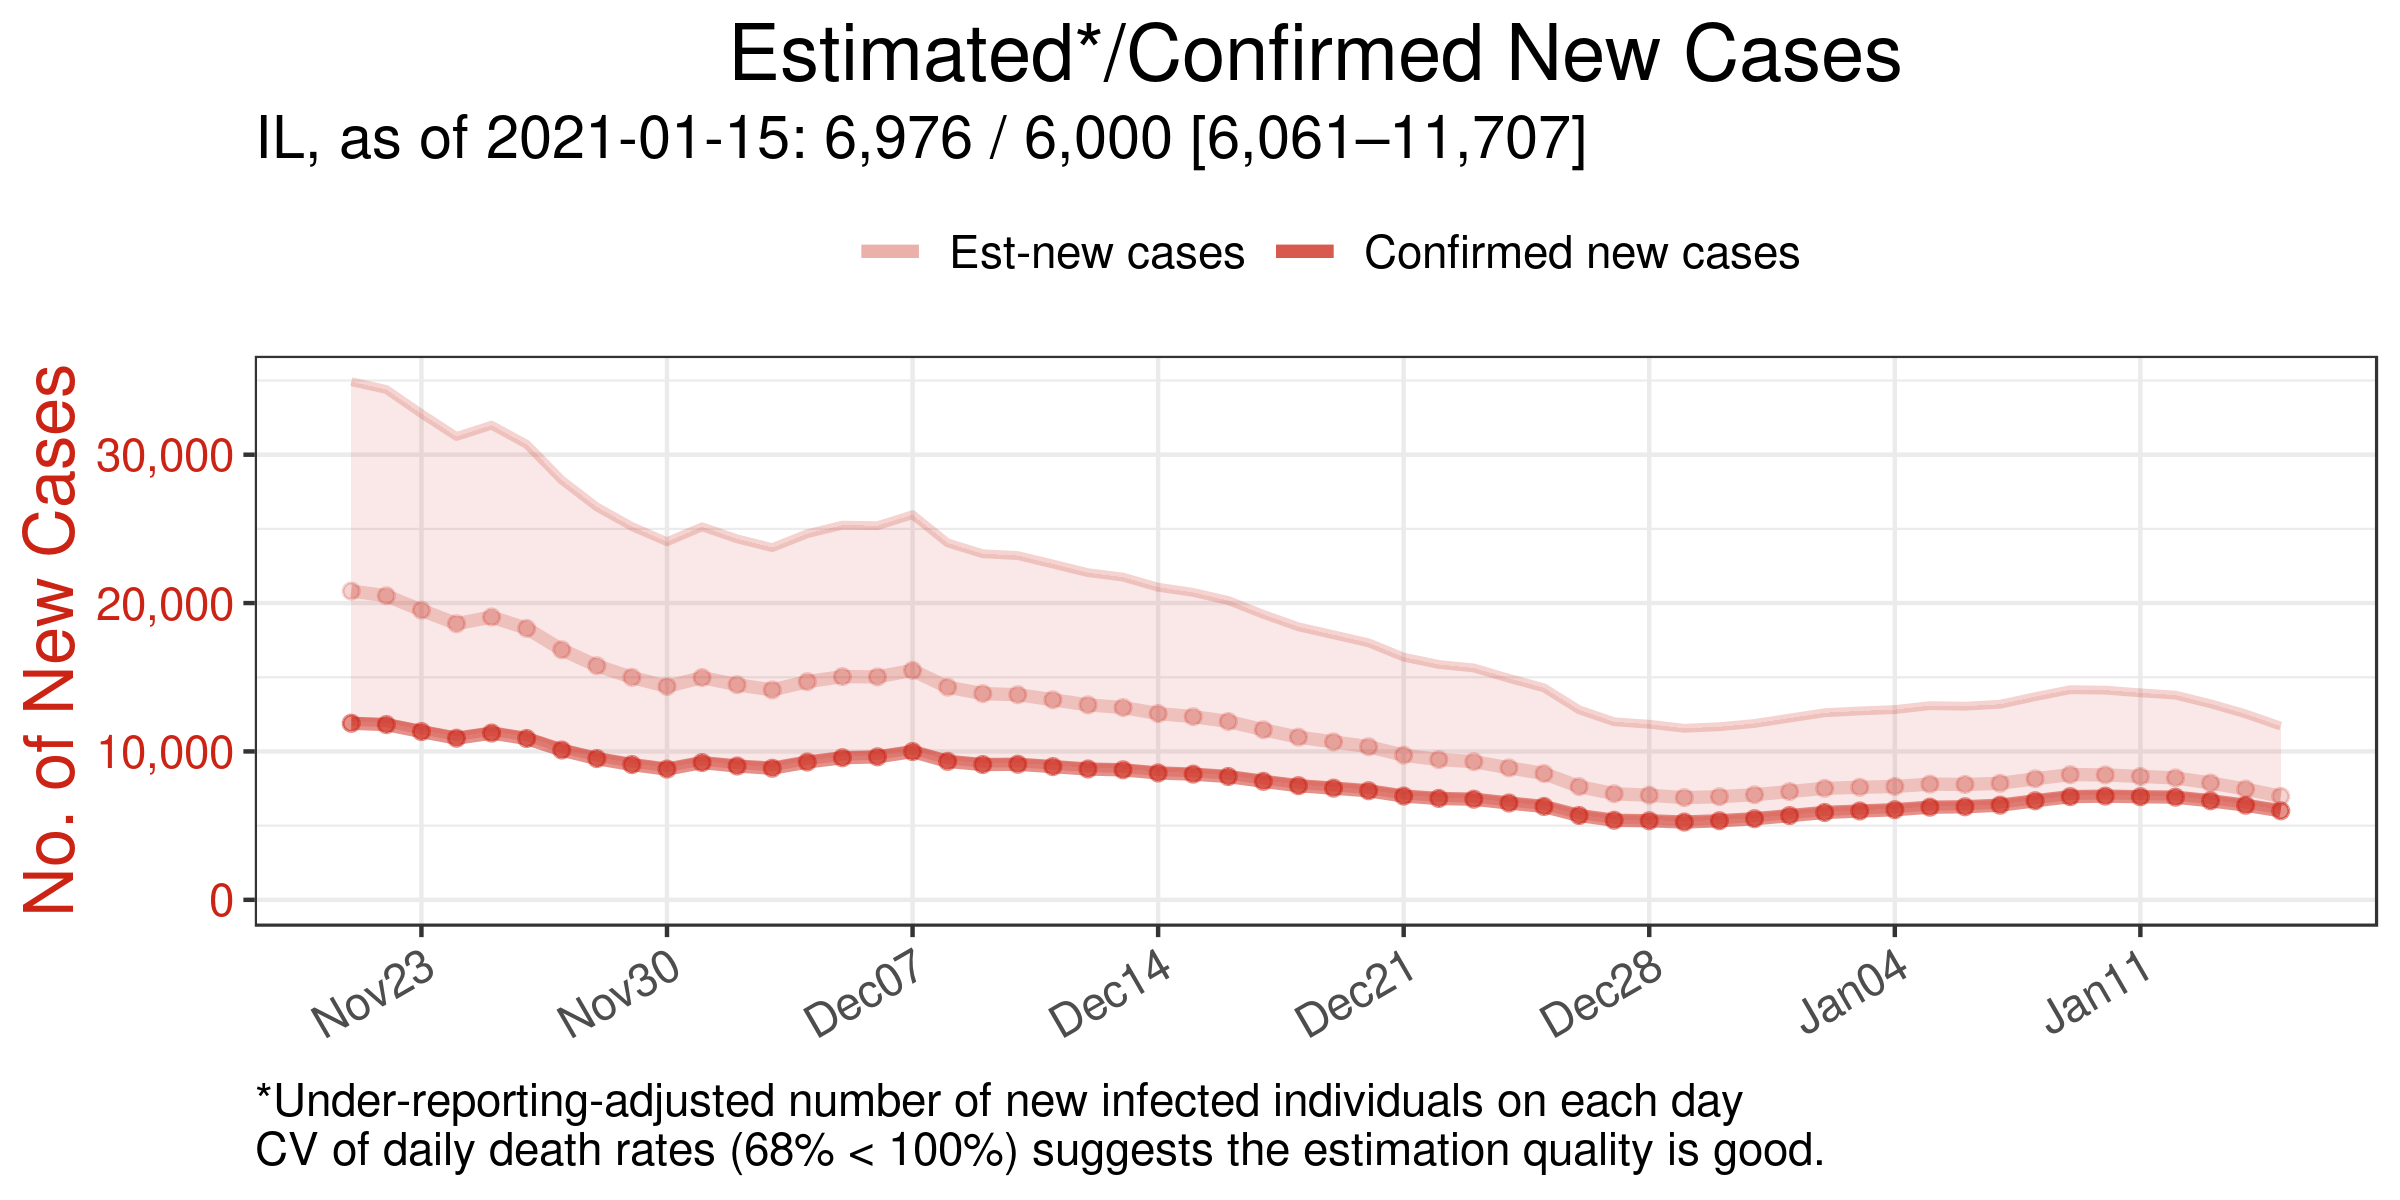 Estimated*/Confirmed New Cases
IL, as of 2021-01-15: 6,976 / 6,000 [6,061–11,707]
Est-new cases
Confirmed new cases
No. of New Cases
30,000
20,000
10,000
0
Nov23
Nov30
Dec07
Dec14
Dec21
Dec28
Jan04
Jan11
*Under-reporting-adjusted number of new infected individuals on each day
CV of daily death rates (68% < 100%) suggests the estimation quality is good.